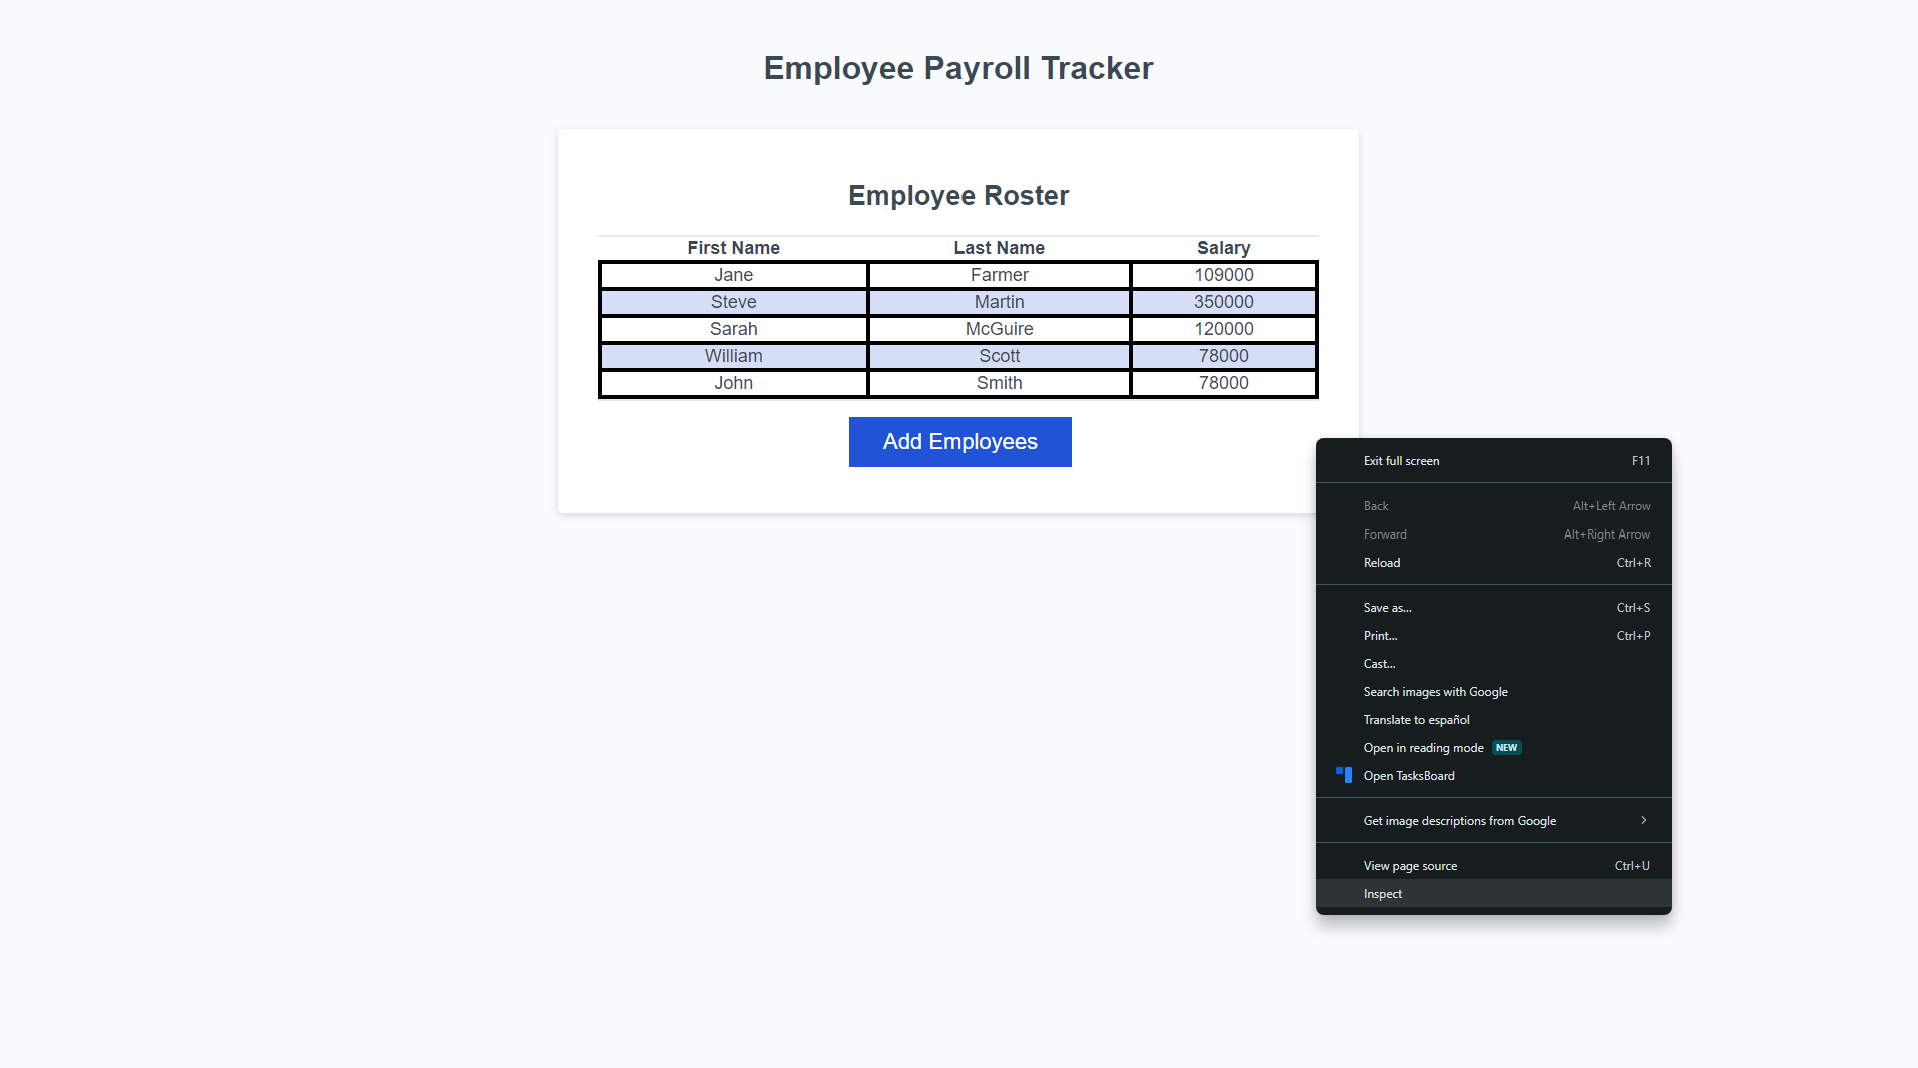 Employee Payroll Tracker
Employee Roster
First Name Last Name Salary
Jane Farmer 109000
Steve Martin 350000
Sarah McGuire 120000
William Scott 78000
John Smith 78000
Add Employees
Exit full screen F11
Back Alt+Left Arrow
Forward Alt+Right Arrow
Reload Ctrl+R
Save as... Ctrl+S
Print... Ctrl+P
Cast...
Search images with Google
Translate to español
Open in reading mode NEW
Open TasksBoard
Get image descriptions from Google
View page source Ctrl+U
Inspect